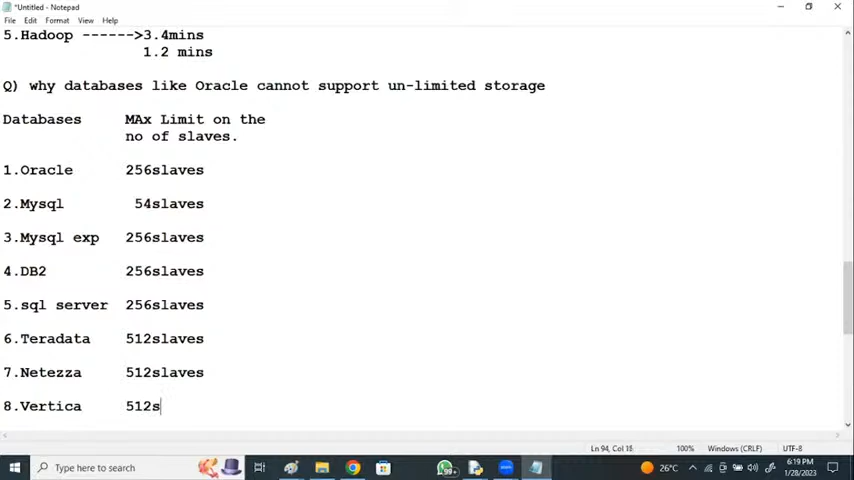 *Untitled - Notepad
File Edit Format View Help
5.Hadoop ------>3.4mins
1.2 mins
Q) why databases like Oracle cannot support un-limited storage
Databases MAx Limit on the
no of slaves.
1.Oracle 256slaves
2.Mysql 54slaves
3.Mysql exp 256slaves
4.DB2 256slaves
5.sql server 256slaves
6.Teradata 512slaves
7.Netezza 512slaves
8.Vertica 512s
Ln 94, Col 18 100% Windows (CRLF) UTF-8
Type here to search 99+ 26°C 6:19 PM
1/28/2023